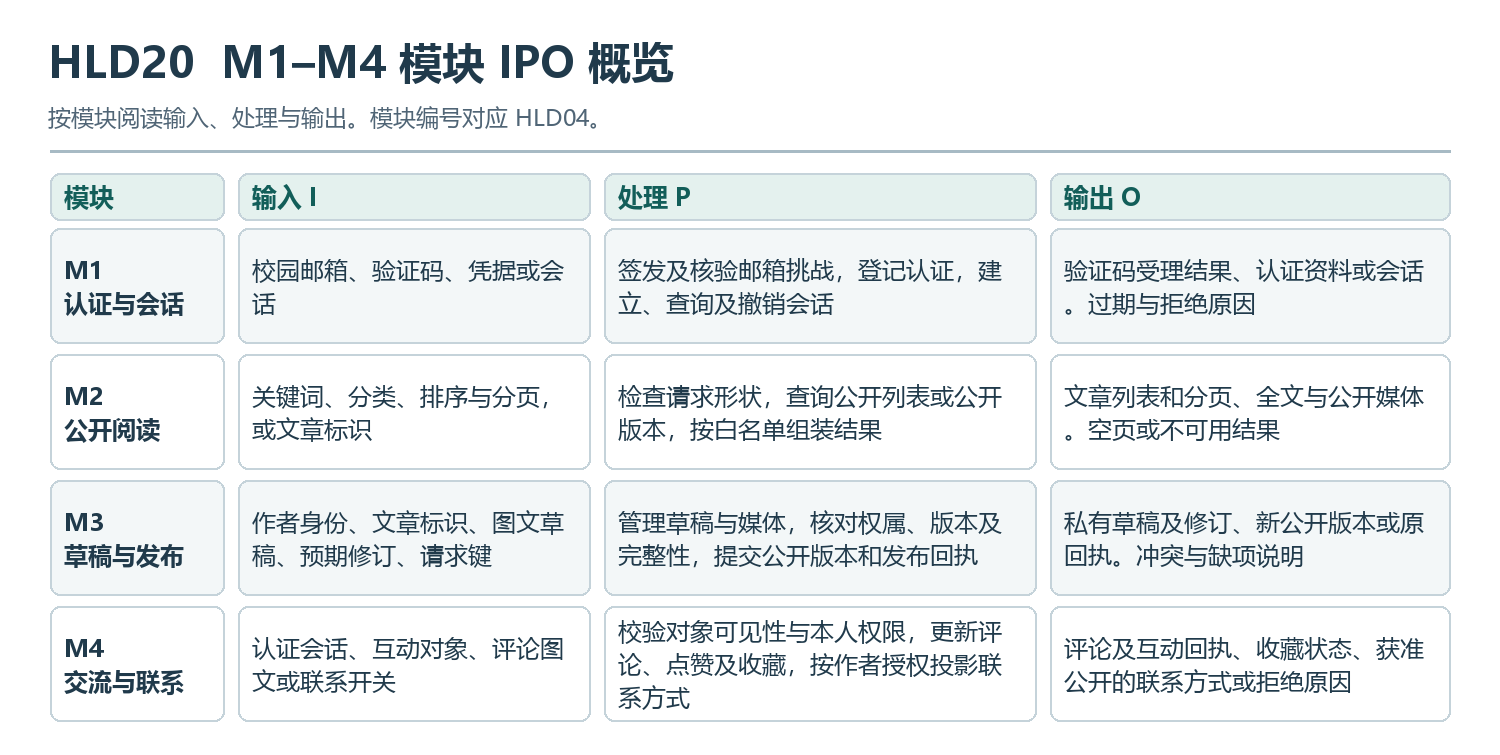 HLD20 M1–M4 模块 IPO 概览
按模块阅读输入、处理与输出。模块编号对应 HLD04。
模块
输入 I
处理 P
输出 O
M1
认证与会话
校园邮箱、验证码、凭据或会
话
签发及核验邮箱挑战，登记认证，建
立、查询及撤销会话
验证码受理结果、认证资料或会话
。过期与拒绝原因
M2
公开阅读
关键词、分类、排序与分页，
或文章标识
检查请求形状，查询公开列表或公开
版本，按白名单组装结果
文章列表和分页、全文与公开媒体
。空页或不可用结果
M3
草稿与发布
作者身份、文章标识、图文草
稿、预期修订、请求键
管理草稿与媒体，核对权属、版本及
完整性，提交公开版本和发布回执
私有草稿及修订、新公开版本或原
回执。冲突与缺项说明
M4
交流与联系
认证会话、互动对象、评论图
文或联系开关
校验对象可见性与本人权限，更新评
论、点赞及收藏，按作者授权投影联
系方式
评论及互动回执、收藏状态、获准
公开的联系方式或拒绝原因